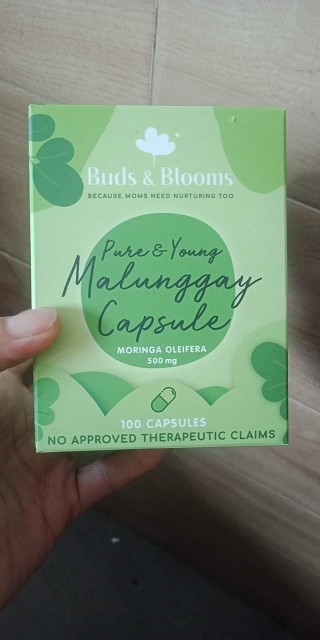 Buds & Blooms
BECAUSE MOMS NEED NURTURING TOO
Pure & Young
Malunggay
Capsule
MORINGA OLEIFERA
500 mg
100 CAPSULES
NO APPROVED THERAPEUTIC CLAIMS